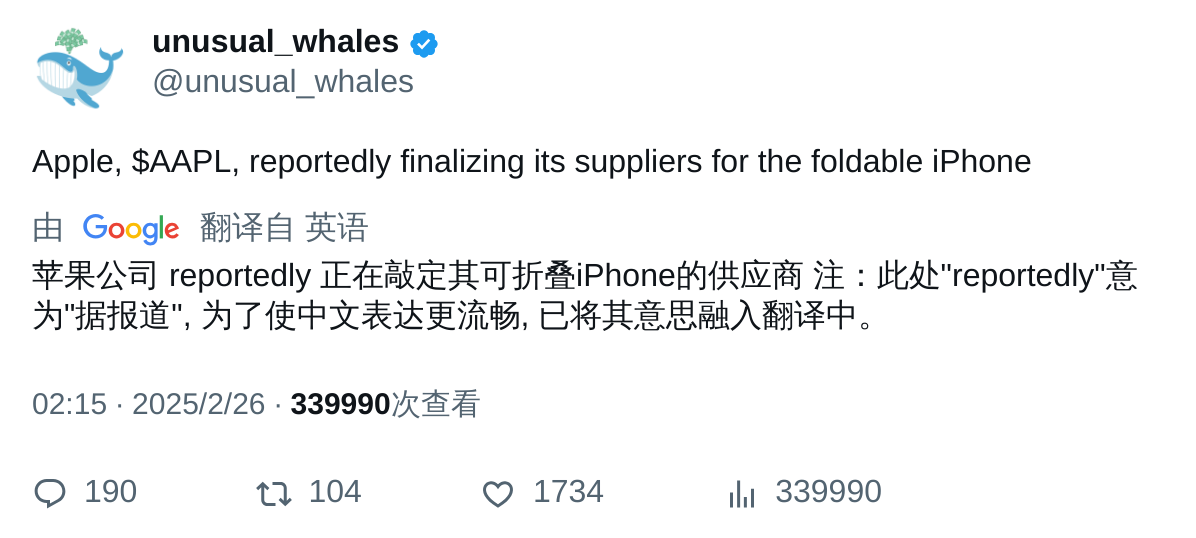 unusual_whales
@unusual_whales
Apple, $AAPL, reportedly finalizing its suppliers for the foldable iPhone
由 Google 翻译自 英语
苹果公司 reportedly 正在敲定其可折叠iPhone的供应商 注：此处"reportedly"意
为"据报道", 为了使中文表达更流畅, 已将其意思融入翻译中。
02:15 · 2025/2/26 · 339990次查看
190 104 1734 339990